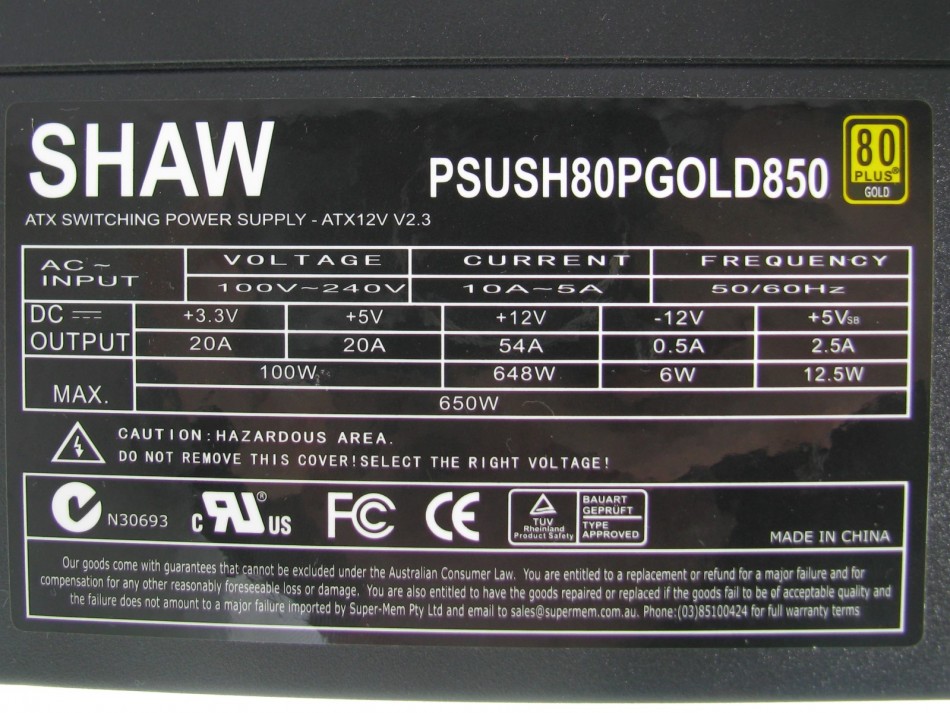 SHAW
PSUSH80PGOLD850
80
PLUS®
GOLD
ATX SWITCHING POWER SUPPLY - ATX12V V2.3
AC ~ INPUT
VOLTAGE CURRENT FREQUENCY
100V~240V 10A~5A 50/60Hz
DC OUTPUT
+3.3V +5V +12V -12V +5VSB
20A 20A 54A 0.5A 2.5A
MAX.
100W 648W 6W 12.5W
650W
CAUTION:HAZARDOUS AREA.
DO NOT REMOVE THIS COVER!SELECT THE RIGHT VOLTAGE!
N30693
C RU® US
FC
CE
TÜV
Rheinland
Product Safety
BAUART
GEPRÜFT
TYPE
APPROVED
MADE IN CHINA
Our goods come with guarantees that cannot be excluded under the Australian Consumer Law. You are entitled to a replacement or refund for a major failure and for
compensation for any other reasonably foreseeable loss or damage. You are also entitled to have the goods repaired or replaced if the goods fail to be of acceptable quality and
the failure does not amount to a major failure imported by Super-Mem Pty Ltd and email to sales@supermem.com.au. Phone:(03)85100424 for full warranty terms